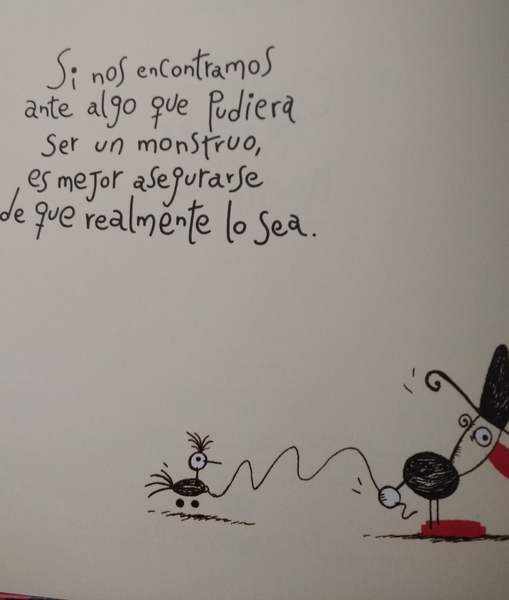 Si nos encontramos
ante algo que Pudiera
ser un monstruo,
es mejor asegurarse
de que realmente lo sea.